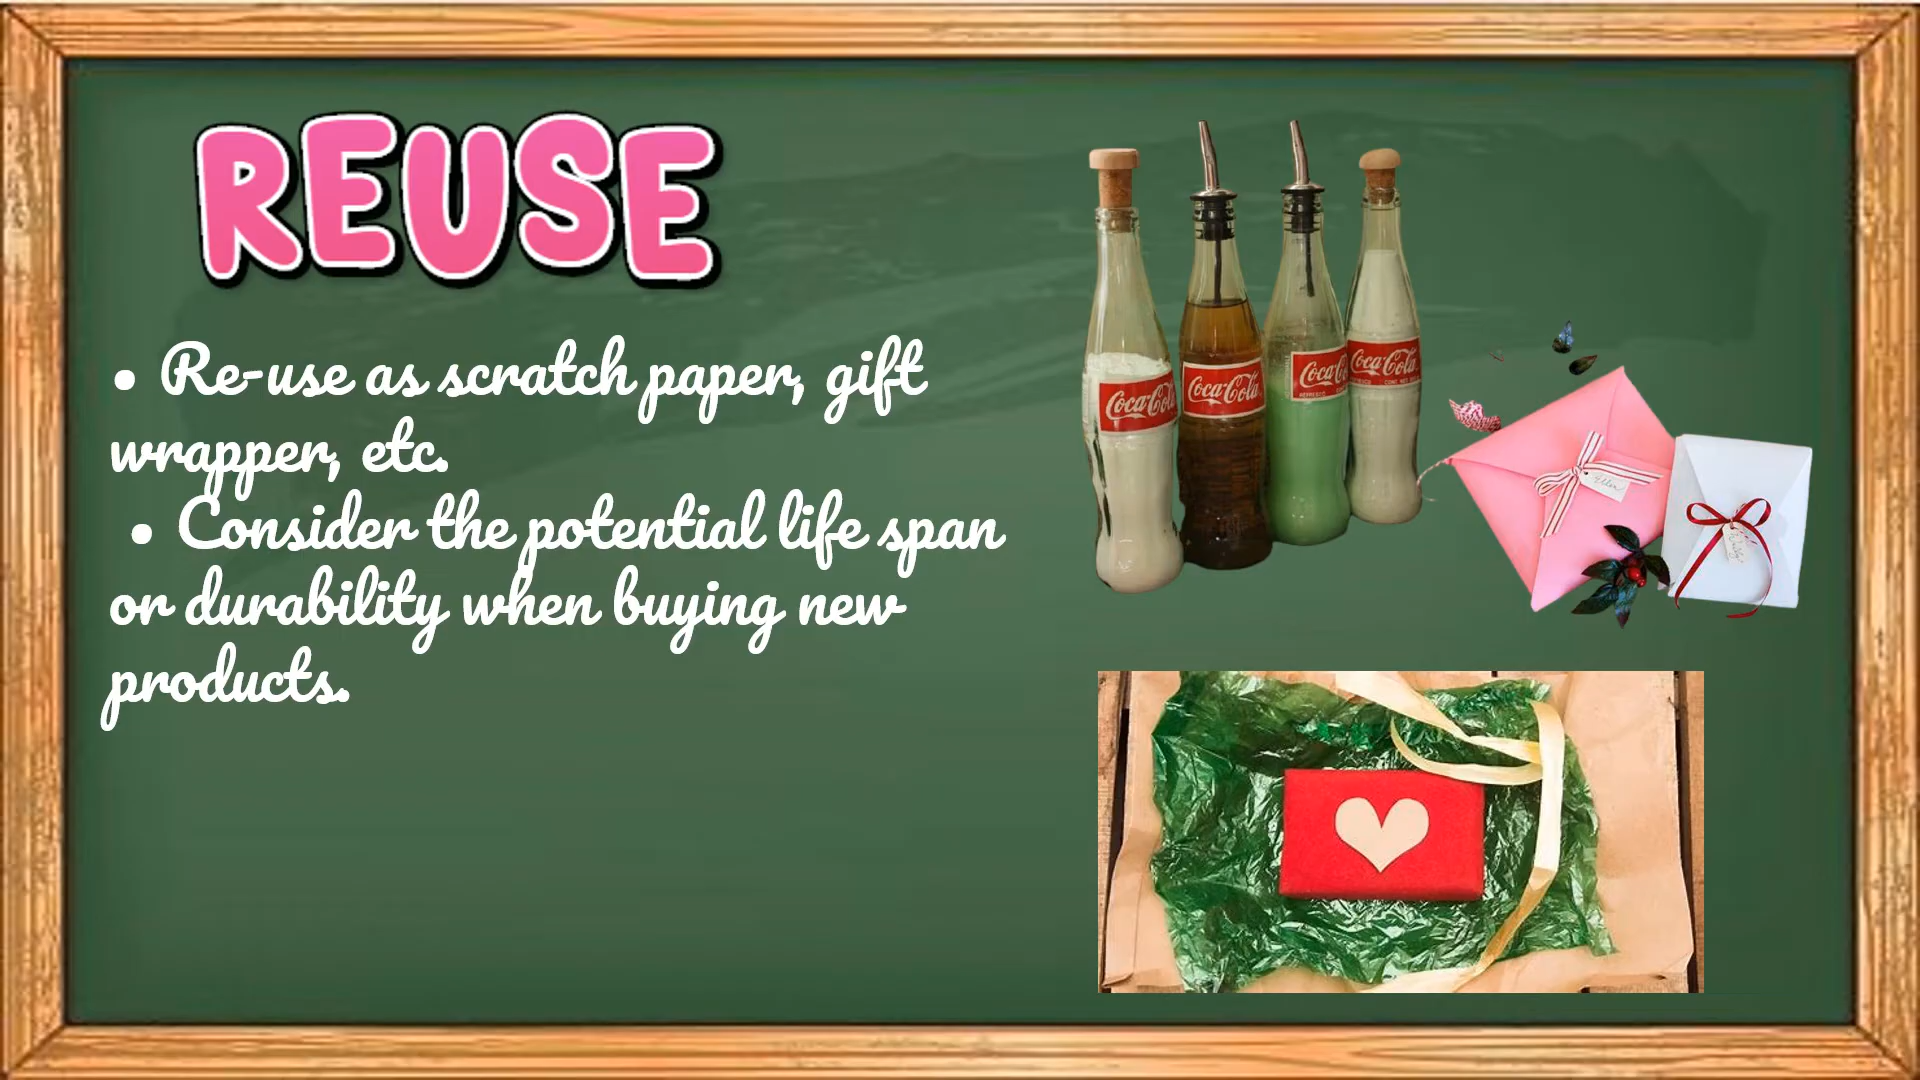 REUSE
• Re-use as scratch paper, gift
wrapper, etc.
• Consider the potential life span
or durability when buying new
products.
Coca-Cola
Coca-Cola
Coca-Cola
Coca-Cola